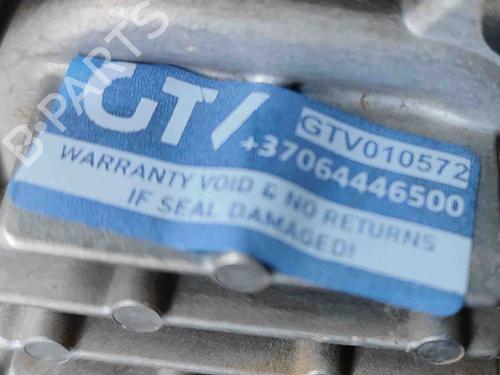 B-PARTS
GT/
GTV010572
+37064446500
WARRANTY VOID & NO RETURNS
IF SEAL DAMAGED!